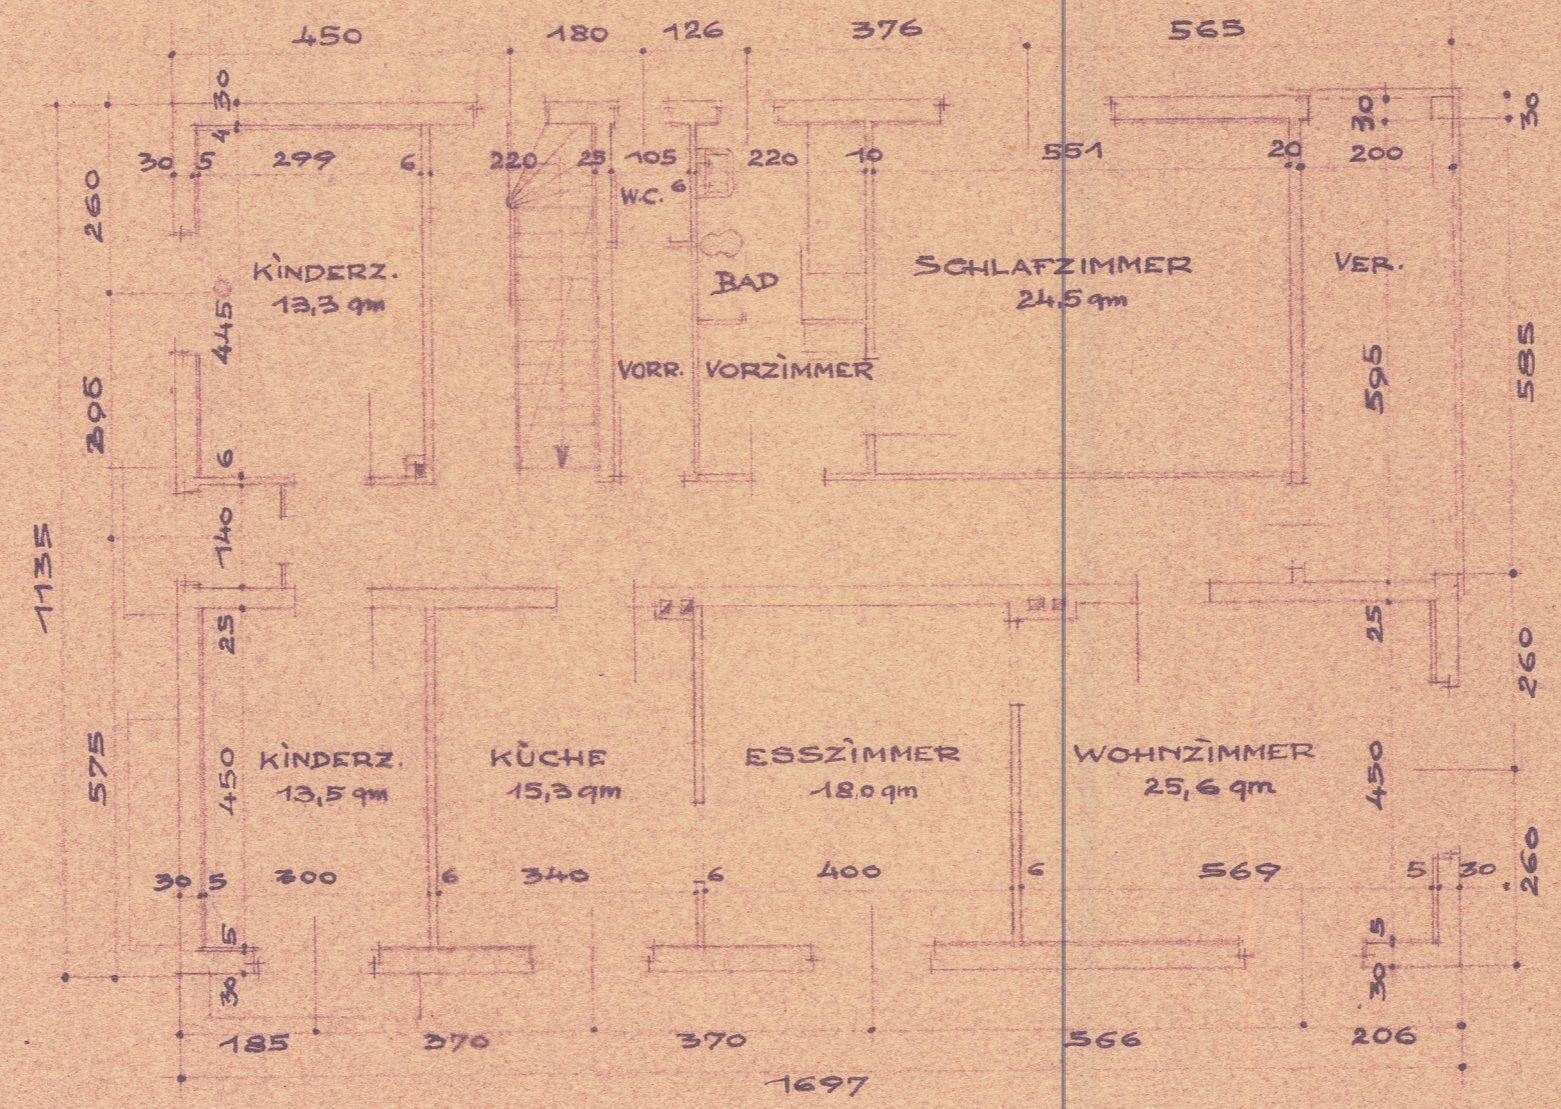 450 180 126 376 565
30 30 30
4
30 5 299 6 220 25 105 220 10 551 20 200
W.C. 6
260
KINDERZ. BAD SCHLAFZIMMER VER.
13,3 qm 24,5 qm
445
VORR. VORZIMMER
595 585
6
140
1135
25 25
260
575
KINDERZ. KÜCHE ESSZIMMER WOHNZIMMER
13,5 qm 15,3 qm 18,0 qm 25,6 qm
450 450
30 5 300 6 340 6 400 6 569 5 30
260
5 5
30 30
185 370 370 566 206
1697